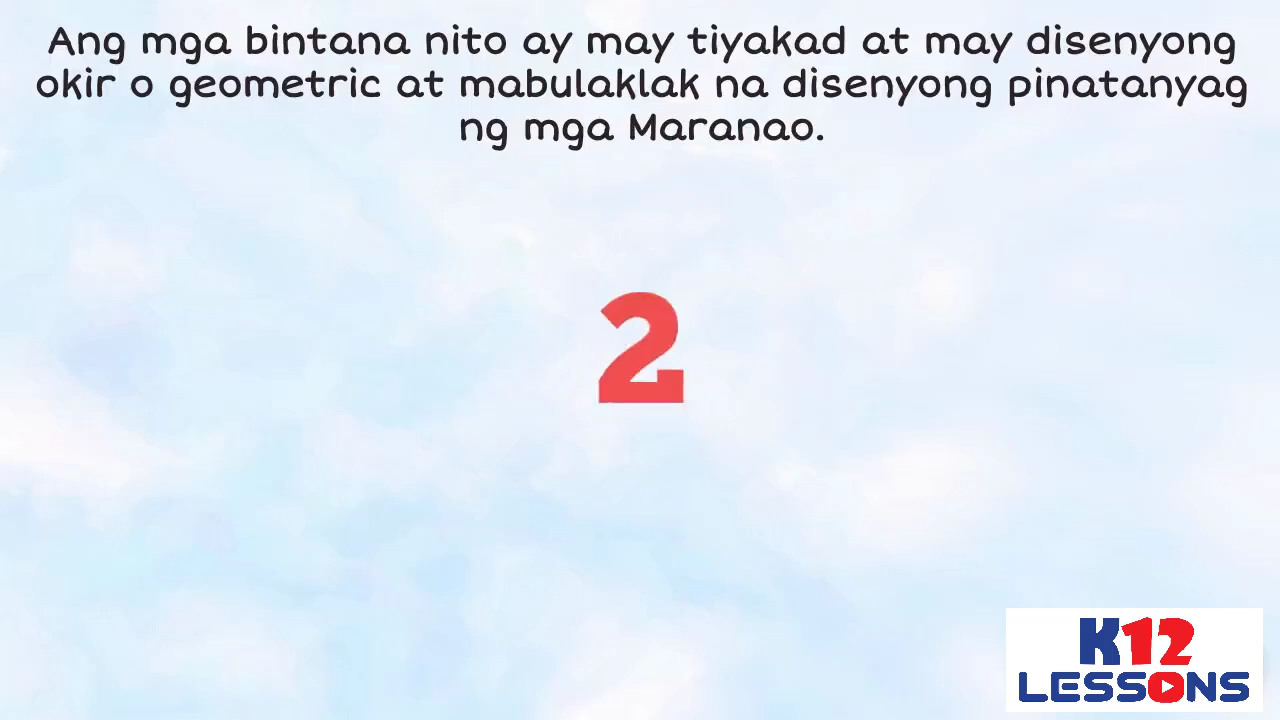 Ang mga bintana nito ay may tiyakad at may disenyong
okir o geometric at mabulaklak na disenyong pinatanyag
ng mga Maranao.
2
K12
LESSONS